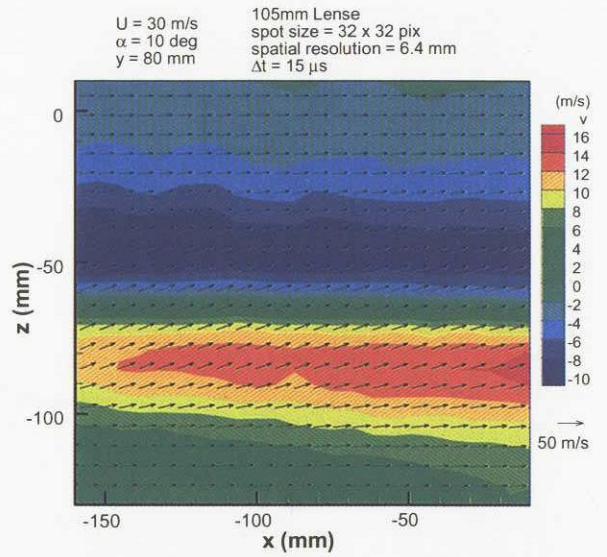 U = 30 m/s
α = 10 deg
y = 80 mm
105mm Lense
spot size = 32 x 32 pix
spatial resolution = 6.4 mm
Δt = 15 μs
(m/s)
v
16
14
12
10
8
6
4
2
0
-2
-4
-6
-8
-10
50 m/s
z (mm)
0
-50
-100
-150
-100
-50
x (mm)